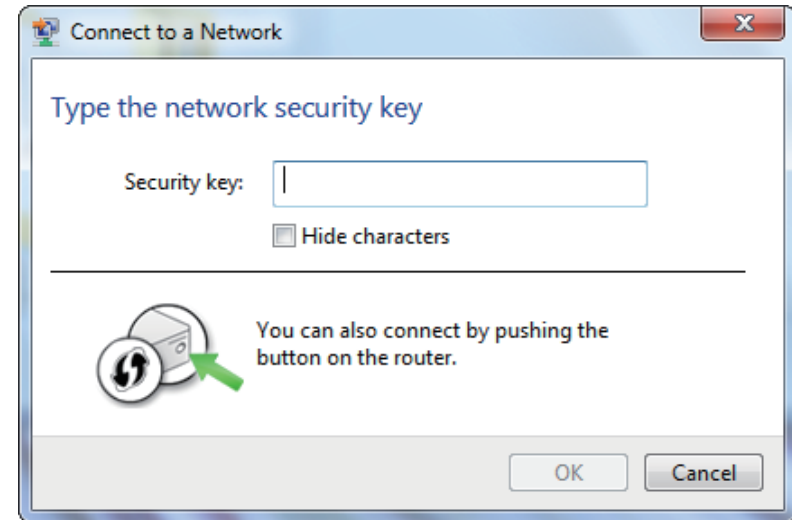 Connect to a Network
Type the network security key
Security key:
Hide characters
You can also connect by pushing the
button on the router.
OK
Cancel